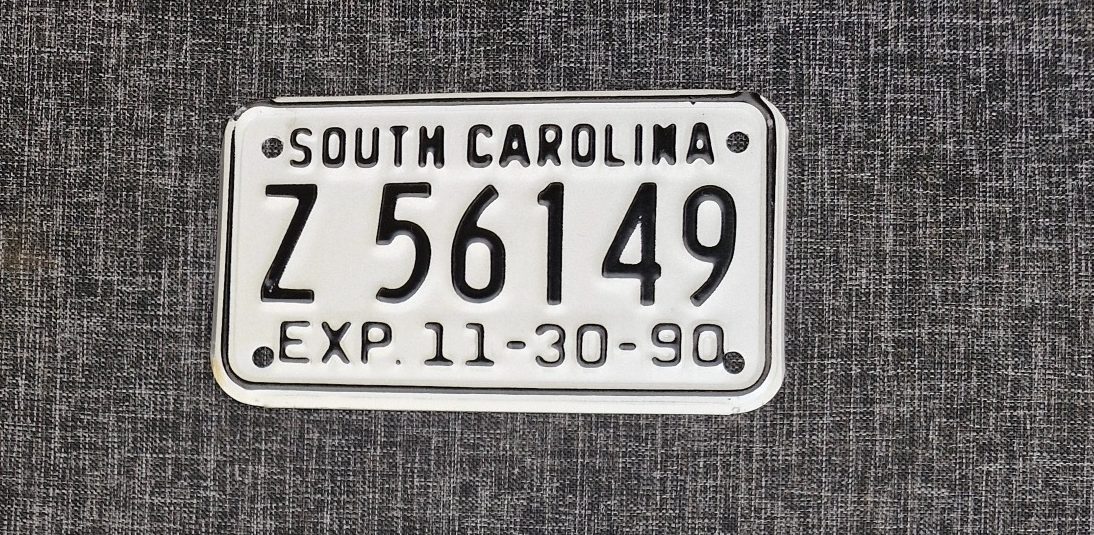 SOUTH CAROLINA
Z 56149
EXP. 11-30-90